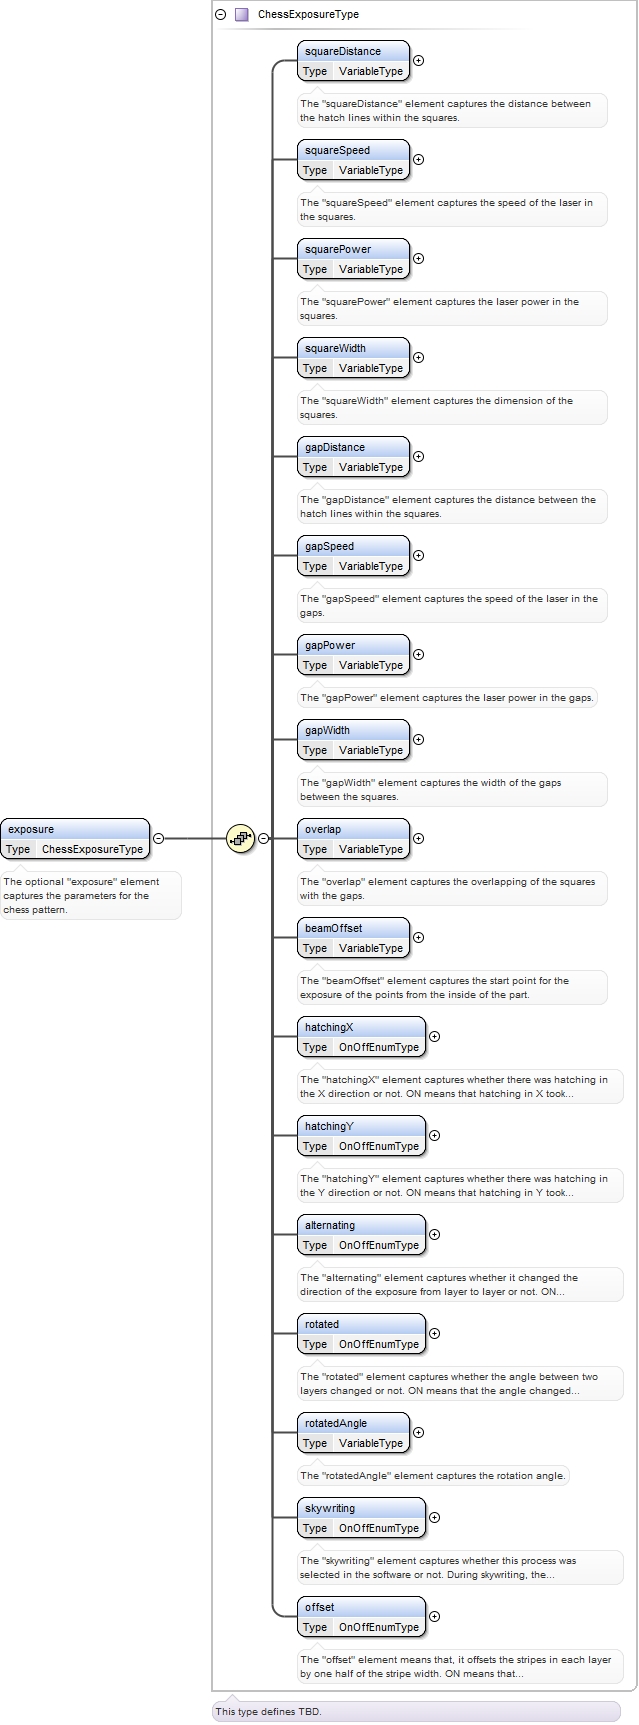 ChessExposureType
squareDistance
Type VariableType
The "squareDistance" element captures the distance between
the hatch lines within the squares.
squareSpeed
Type VariableType
The "squareSpeed" element captures the speed of the laser in
the squares.
squarePower
Type VariableType
The "squarePower" element captures the laser power in the
squares.
squareWidth
Type VariableType
The "squareWidth" element captures the dimension of the
squares.
gapDistance
Type VariableType
The "gapDistance" element captures the distance between the
hatch lines within the squares.
gapSpeed
Type VariableType
The "gapSpeed" element captures the speed of the laser in the
gaps.
gapPower
Type VariableType
The "gapPower" element captures the laser power in the gaps.
gapWidth
Type VariableType
The "gapWidth" element captures the width of the gaps
between the squares.
exposure
Type ChessExposureType
The optional "exposure" element
captures the parameters for the
chess pattern.
overlap
Type VariableType
The "overlap" element captures the overlapping of the squares
with the gaps.
beamOffset
Type VariableType
The "beamOffset" element captures the start point for the
exposure of the points from the inside of the part.
hatchingX
Type OnOffEnumType
The "hatchingX" element captures whether there was hatching in
the X direction or not. ON means that hatching in X took...
hatchingY
Type OnOffEnumType
The "hatchingY" element captures whether there was hatching in
the Y direction or not. ON means that hatching in Y took...
alternating
Type OnOffEnumType
The "alternating" element captures whether it changed the
direction of the exposure from layer to layer or not. ON...
rotated
Type OnOffEnumType
The "rotated" element captures whether the angle between two
layers changed or not. ON means that the angle changed...
rotatedAngle
Type VariableType
The "rotatedAngle" element captures the rotation angle.
skywriting
Type OnOffEnumType
The "skywriting" element captures whether this process was
selected in the software or not. During skywriting, the...
offset
Type OnOffEnumType
The "offset" element means that, it offsets the stripes in each layer
by one half of the stripe width. ON means that...
This type defines TBD.